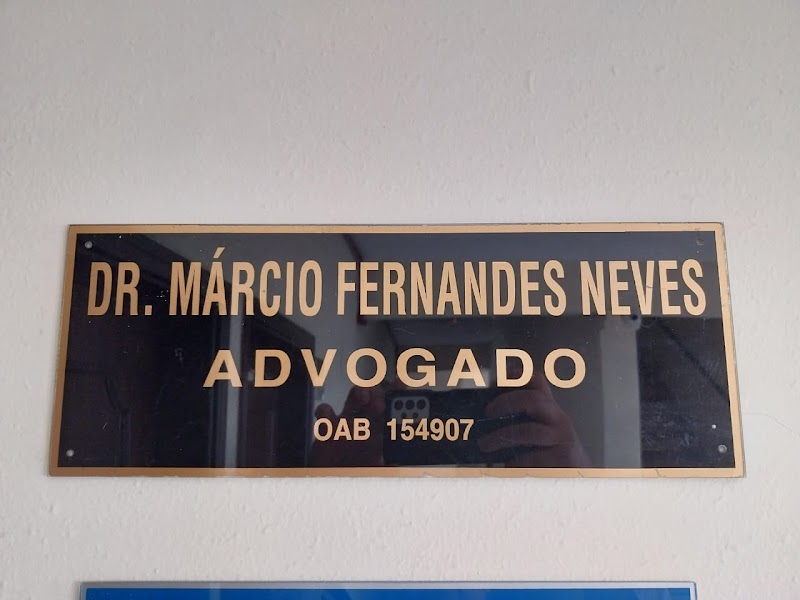 DR. MÁRCIO FERNANDES NEVES
ADVOGADO
OAB 154907